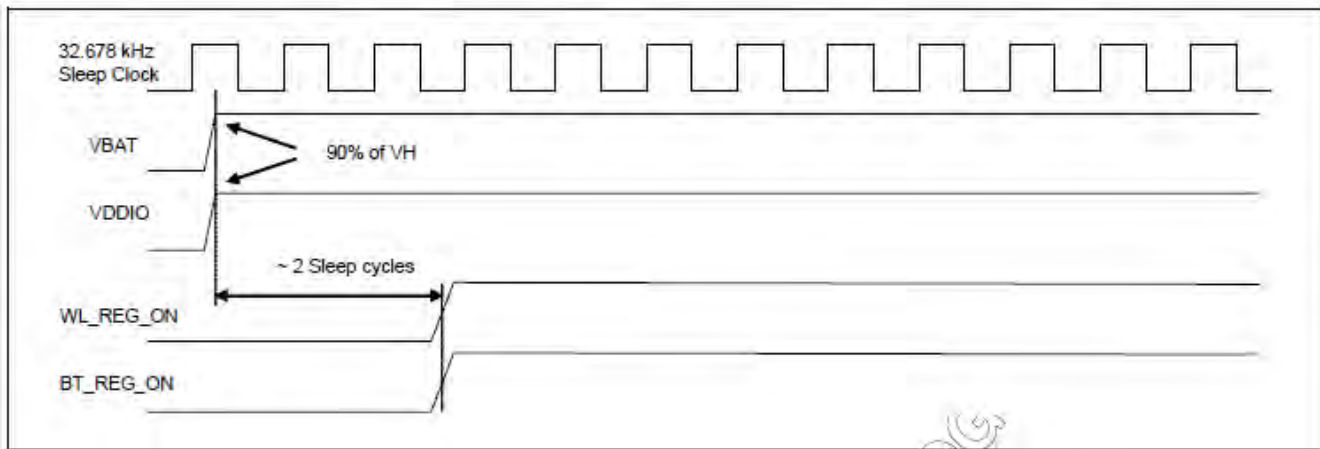 32.678 kHz
Sleep Clock
VBAT
90% of VH
VDDIO
~ 2 Sleep cycles
WL_REG_ON
BT_REG_ON